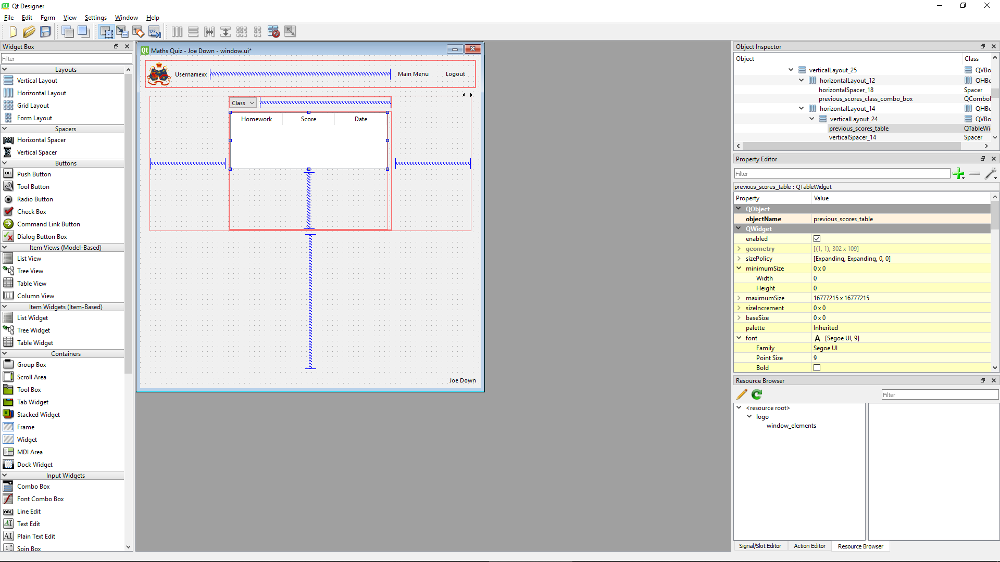 Qt Designer
File Edit Form View Settings Window Help
Widget Box
Filter
Layouts
Vertical Layout
Horizontal Layout
Grid Layout
Form Layout
Spacers
Horizontal Spacer
Vertical Spacer
Buttons
OK Push Button
Tool Button
Radio Button
Check Box
Command Link Button
Dialog Button Box
Item Views (Model-Based)
List View
Tree View
Table View
Column View
Item Widgets (Item-Based)
List Widget
Tree Widget
Table Widget
Containers
Group Box
Scroll Area
Tool Box
Tab Widget
Stacked Widget
Frame
Widget
MDI Area
Dock Widget
Input Widgets
Combo Box
Font Combo Box
Line Edit
Text Edit
Plain Text Edit
Spin Box
Qt Maths Quiz - Joe Down - window.ui*
Usernamexx Main Menu Logout
Class
Homework Score Date
Joe Down
Object Inspector
Object Class
verticalLayout_25 QVBo
horizontalLayout_12 QHBo
horizontalSpacer_18 Spacer
previous_scores_class_combo_box QCombo
horizontalLayout_14 QHBo
verticalLayout_24 QVBo
previous_scores_table QTableWi
verticalSpacer_14 Spacer
Property Editor
Filter
previous_scores_table : QTableWidget
Property Value
QObject
objectName previous_scores_table
QWidget
enabled
geometry [(1, 1), 302 x 109]
sizePolicy [Expanding, Expanding, 0, 0]
minimumSize 0 x 0
Width 0
Height 0
maximumSize 16777215 x 16777215
sizeIncrement 0 x 0
baseSize 0 x 0
palette Inherited
font A [Segoe UI, 9]
Family Segoe UI
Point Size 9
Bold
Resource Browser
Filter
<resource root>
logo
window_elements
Signal/Slot Editor Action Editor Resource Browser